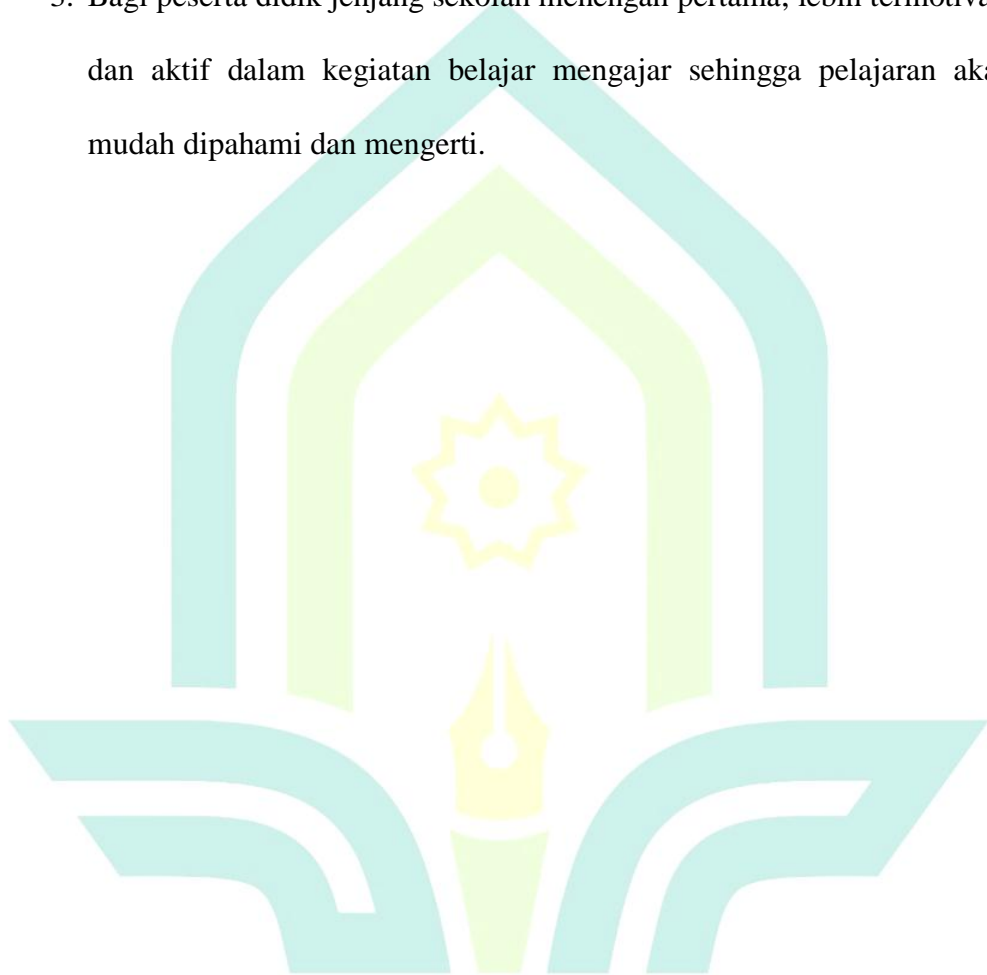 3. Bagi peserta didik jenjang sekolah menengah pertama, lebih termotiva
dan aktif dalam kegiatan belajar mengajar sehingga pelajaran aka
mudah dipahami dan mengerti.